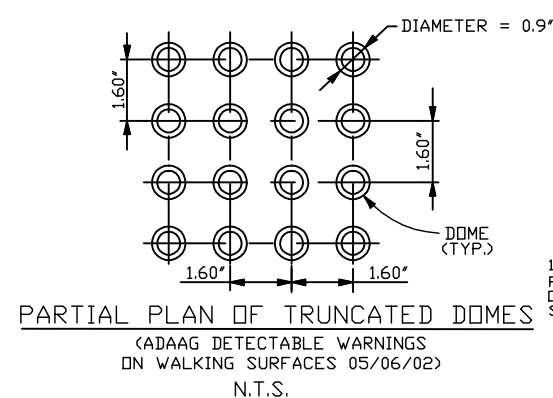 DIAMETER = 0.9"
1.60"
1.60"
DOME
(TYP.)
1.60"
1.60"
PARTIAL PLAN OF TRUNCATED DOMES
(ADAAG DETECTABLE WARNINGS
ON WALKING SURFACES 05/06/02)
N.T.S.